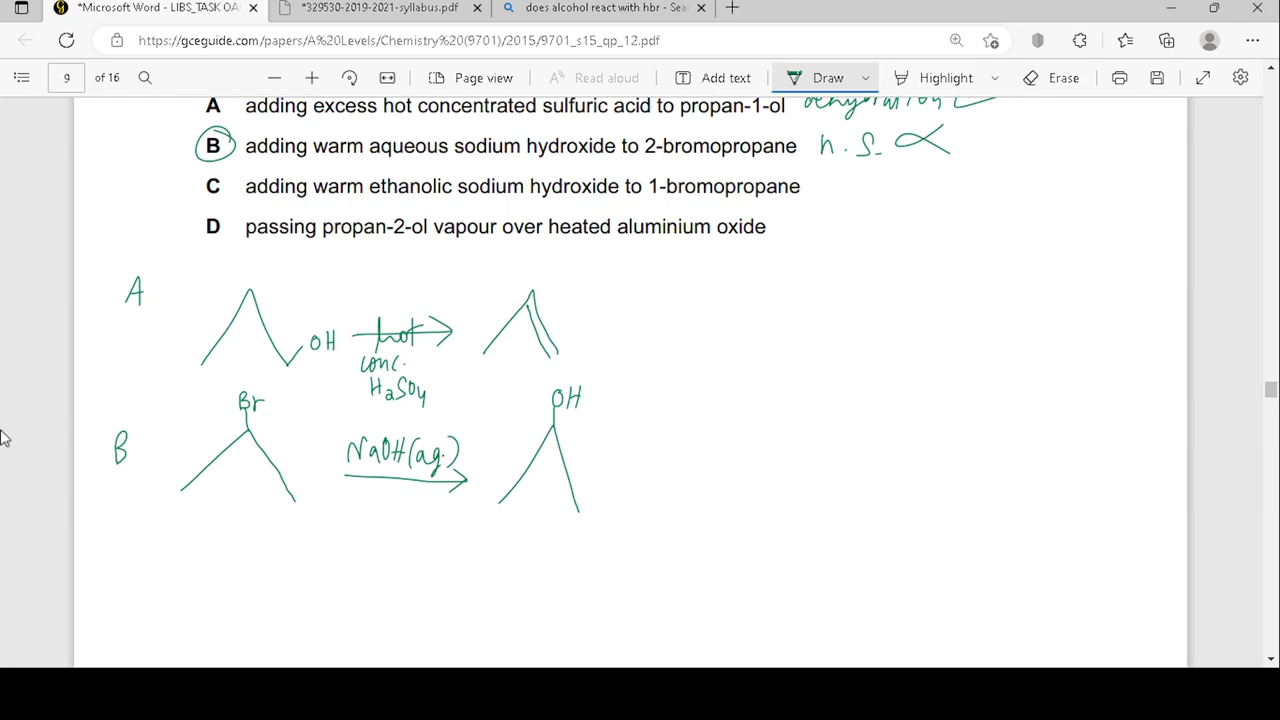 *Microsoft Word - LIBS_TASK OA *329530-2019-2021-syllabus.pdf does alcohol react with hbr - Sea
https://gceguide.com/papers/A%20Levels/Chemistry%20(9701)/2015/9701_s15_qp_12.pdf
9 of 16 Page view Read aloud Add text Draw Highlight Erase
A adding excess hot concentrated sulfuric acid to propan-1-ol dehydration
B adding warm aqueous sodium hydroxide to 2-bromopropane n.s.
C adding warm ethanolic sodium hydroxide to 1-bromopropane
D passing propan-2-ol vapour over heated aluminium oxide
A
OH hot
conc.
H2SO4
Br OH
B NaOH(aq.)